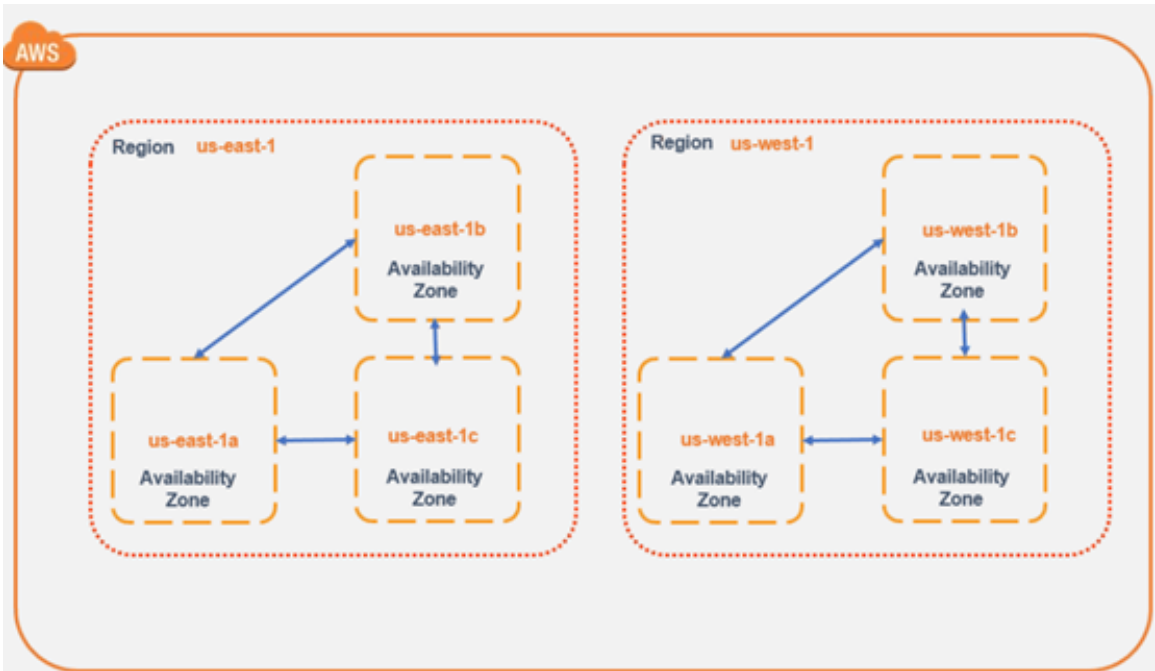 AWS
Region us-east-1
us-east-1b
Availability
Zone
us-east-1a
Availability
Zone
us-east-1c
Availability
Zone
Region us-west-1
us-west-1b
Availability
Zone
us-west-1a
Availability
Zone
us-west-1c
Availability
Zone